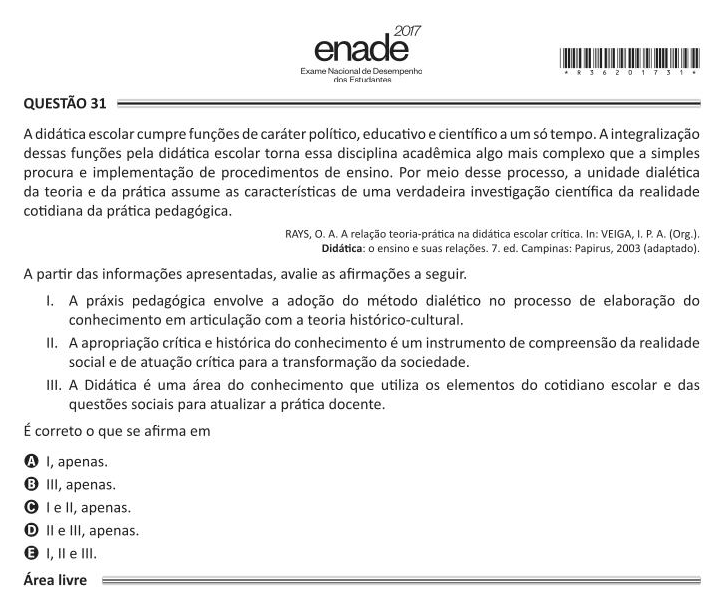 2017
enade
Exame Nacional de Desempenho
dos Estudantes
*R36201731*
QUESTÃO 31
A didática escolar cumpre funções de caráter político, educativo e científico a um só tempo. A integralização
dessas funções pela didática escolar torna essa disciplina acadêmica algo mais complexo que a simples
procura e implementação de procedimentos de ensino. Por meio desse processo, a unidade dialética
da teoria e da prática assume as características de uma verdadeira investigação científica da realidade
cotidiana da prática pedagógica.
RAYS, O. A. A relação teoria-prática na didática escolar crítica. In: VEIGA, I. P. A. (Org.).
Didática: o ensino e suas relações. 7. ed. Campinas: Papirus, 2003 (adaptado).
A partir das informações apresentadas, avalie as afirmações a seguir.
I. A práxis pedagógica envolve a adoção do método dialético no processo de elaboração do
conhecimento em articulação com a teoria histórico-cultural.
II. A apropriação crítica e histórica do conhecimento é um instrumento de compreensão da realidade
social e de atuação crítica para a transformação da sociedade.
III. A Didática é uma área do conhecimento que utiliza os elementos do cotidiano escolar e das
questões sociais para atualizar a prática docente.
É correto o que se afirma em
A I, apenas.
B III, apenas.
C I e II, apenas.
D II e III, apenas.
E I, II e III.
Área livre